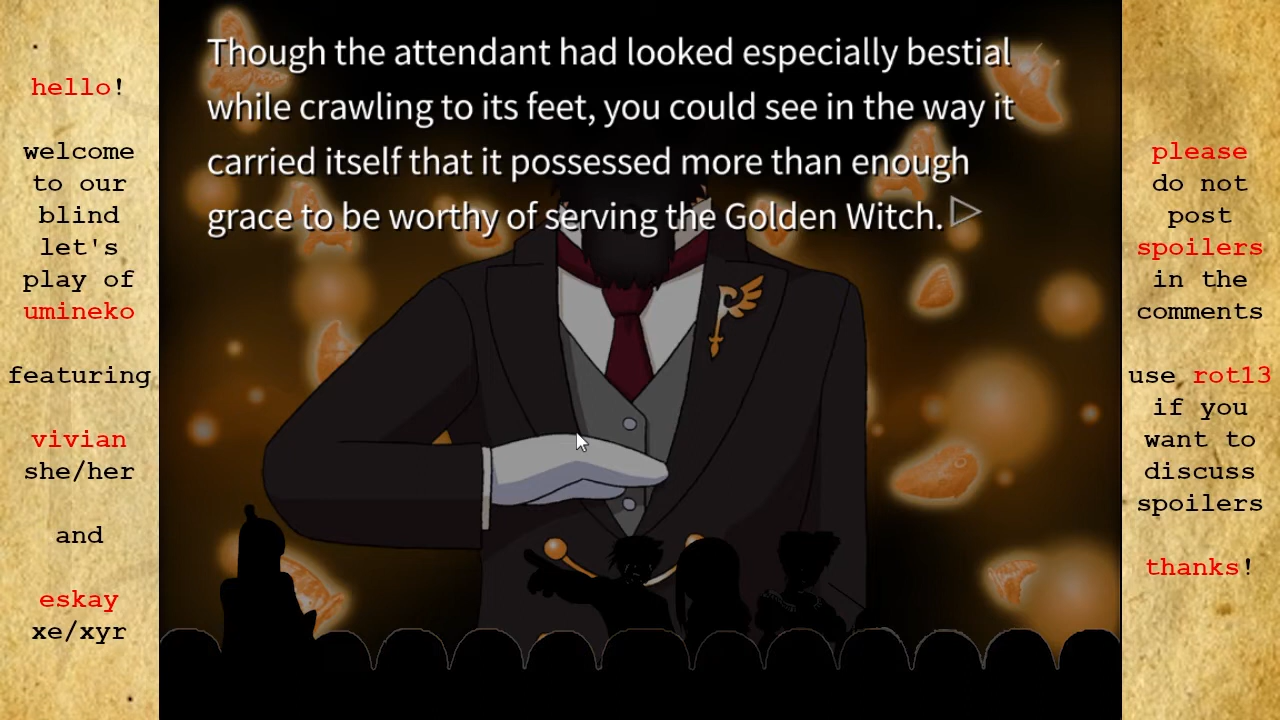 Though the attendant had looked especially bestial
while crawling to its feet, you could see in the way it
carried itself that it possessed more than enough
grace to be worthy of serving the Golden Witch.
hello!
welcome
to our
blind
let's
play of
umineko
featuring
vivian
she/her
and
eskay
xe/xyr
please
do not
post
spoilers
in the
comments
use rot13
if you
want to
discuss
spoilers
thanks!